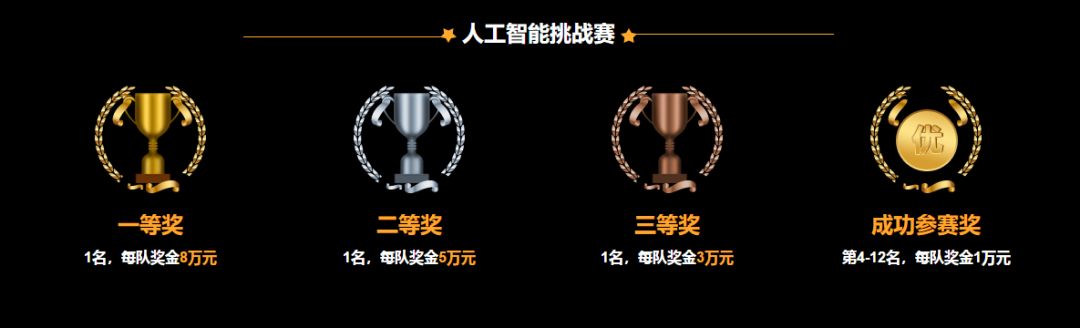 人工智能挑战赛
优
一等奖
二等奖
三等奖
成功参赛奖
1名，每队奖金8万元
1名，每队奖金5万元
1名，每队奖金3万元
第4-12名，每队奖金1万元